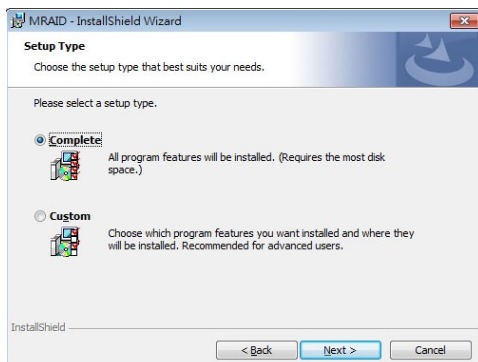 MRAID - InstallShield Wizard
Setup Type
Choose the setup type that best suits your needs.
Please select a setup type.
Complete
All program features will be installed. (Requires the most disk
space.)
Custom
Choose which program features you want installed and where they
will be installed. Recommended for advanced users.
InstallShield
< Back
Next >
Cancel